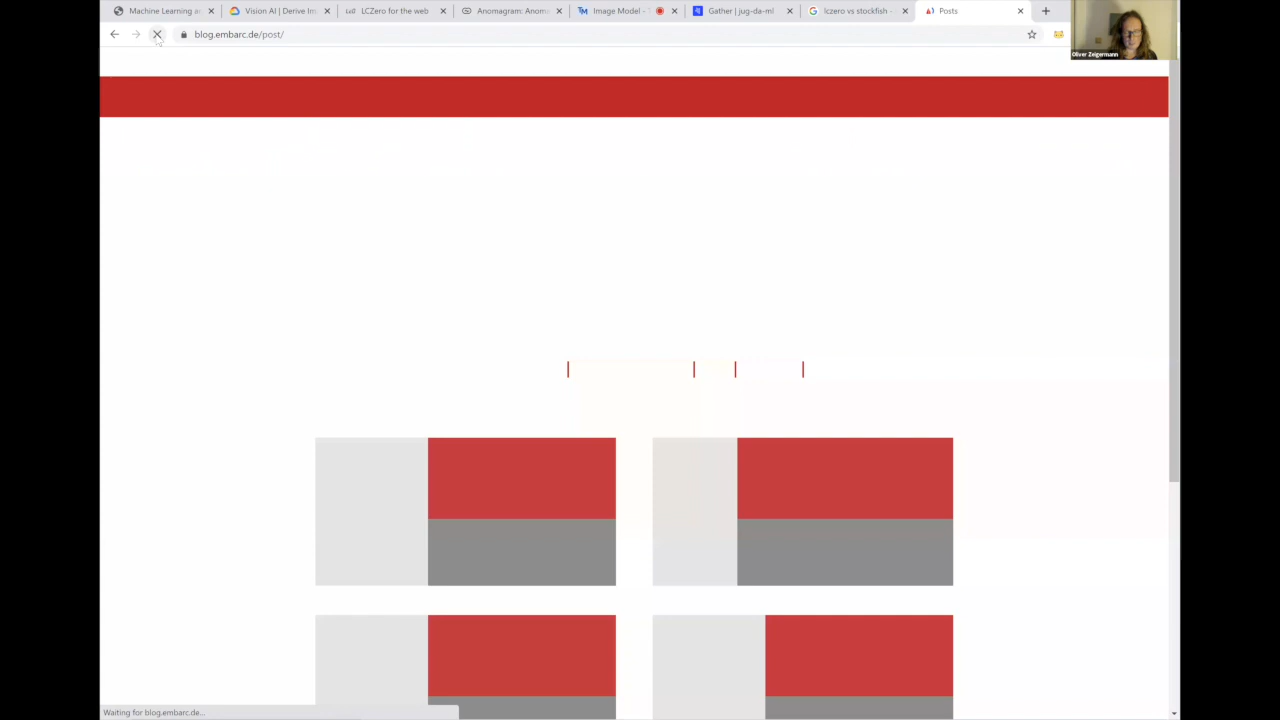 Machine Learning a
Vision AI | Derive Im
LCZero for the web
Anomagram: Anom
Image Model - T
Gather | jug-da-ml
lczero vs stockfish -
Posts
blog.embarc.de/post/
Oliver Zeigermann
Waiting for blog.embarc.de...